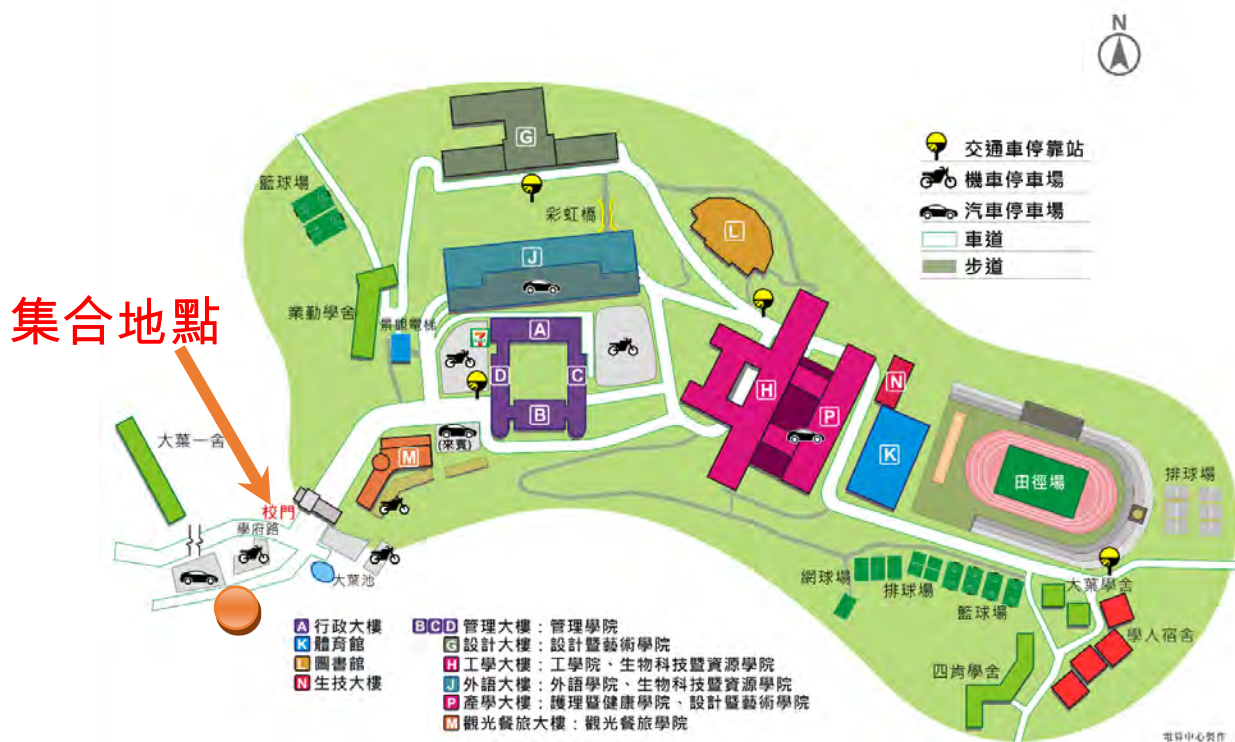 N
交通車停靠站
機車停車場
汽車停車場
車道
步道
G
籃球場
彩虹橋
L
J
集合地點
業勤學舍
景觀電梯
7
A
D
C
B
H
N
P
(來賓)
M
K
大葉一舍
田徑場
排球場
校門
學府路
大葉池
網球場
排球場
籃球場
大葉學舍
學人宿舍
四肯學舍
A 行政大樓
K 體育館
L 圖書館
N 生技大樓
BCD 管理大樓：管理學院
G 設計大樓：設計暨藝術學院
H 工學大樓：工學院、生物科技暨資源學院
J 外語大樓：外語學院、生物科技暨資源學院
P 產學大樓：護理暨健康學院、設計暨藝術學院
M 觀光餐旅大樓：觀光餐旅學院
電算中心製作